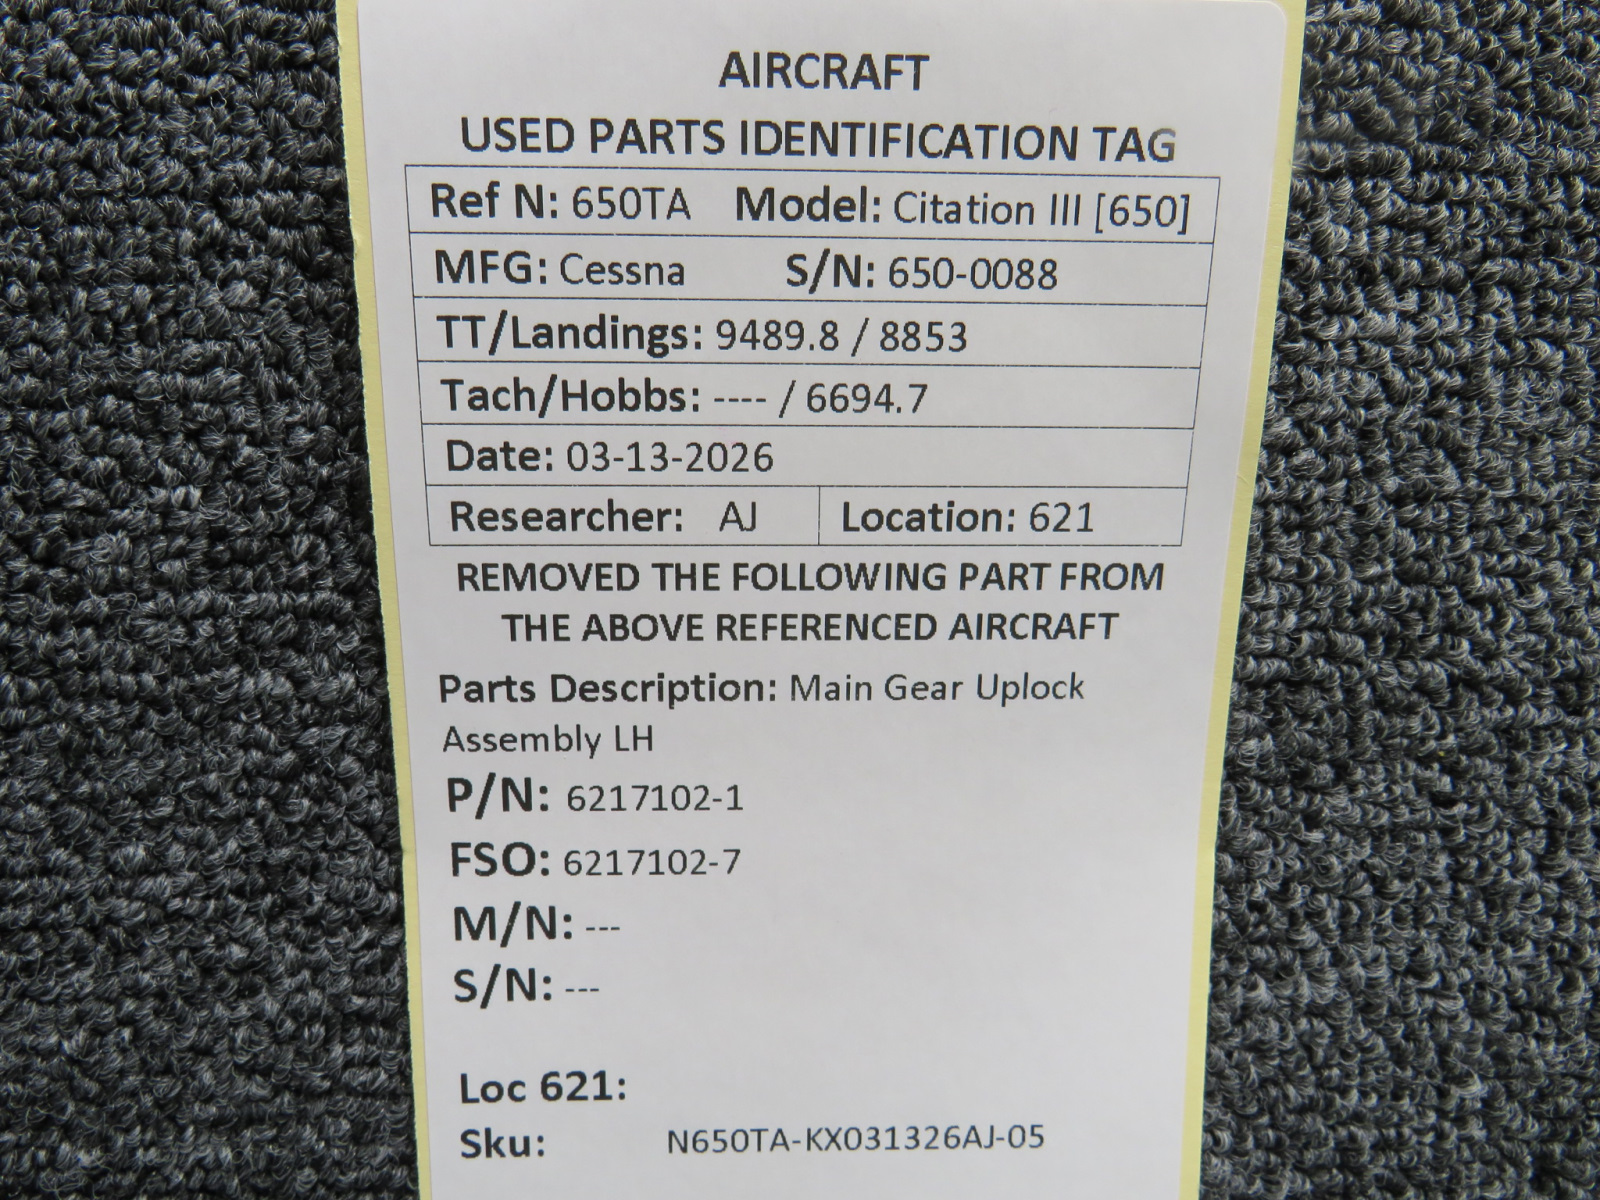 AIRCRAFT
USED PARTS IDENTIFICATION TAG
Ref N: 650TA Model: Citation III [650]
MFG: Cessna S/N: 650-0088
TT/Landings: 9489.8 / 8853
Tach/Hobbs: ---- / 6694.7
Date: 03-13-2026
Researcher: AJ Location: 621
REMOVED THE FOLLOWING PART FROM
THE ABOVE REFERENCED AIRCRAFT
Parts Description: Main Gear Uplock
Assembly LH
P/N: 6217102-1
FSO: 6217102-7
M/N: ---
S/N: ---
Loc 621:
Sku: N650TA-KX031326AJ-05